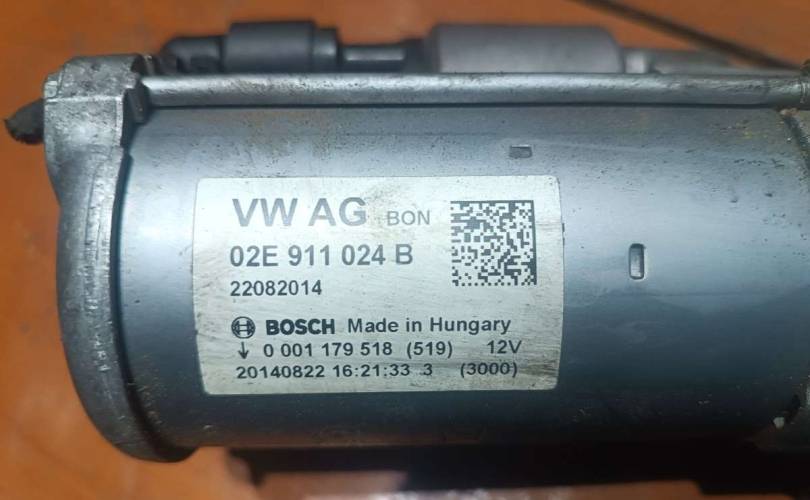 VW AG BON
02E 911 024 B
22082014
BOSCH Made in Hungary
↓ 0 001 179 518 (519) 12V
20140822 16:21:33 3 (3000)